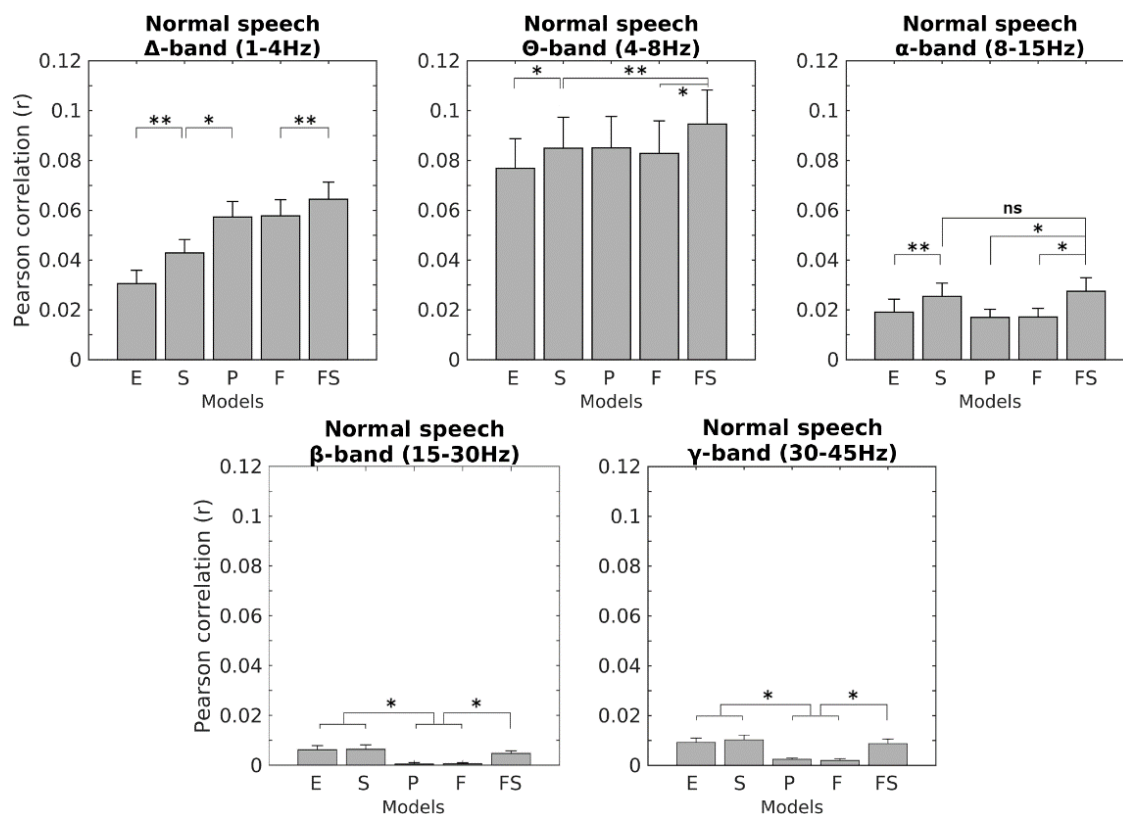 Normal speech
Δ-band (1-4Hz)
0.12
0.1
0.08
0.06
0.04
0.02
0
Pearson correlation (r)
** * **
E S P F FS
Models
Normal speech
Θ-band (4-8Hz)
0.12
0.1
0.08
0.06
0.04
0.02
0
* **
*
E S P F FS
Models
Normal speech
α-band (8-15Hz)
0.12
0.1
0.08
0.06
0.04
0.02
0
ns
*
** *
E S P F FS
Models
Normal speech
β-band (15-30Hz)
0.12
0.1
0.08
0.06
0.04
0.02
0
Pearson correlation (r)
* *
E S P F FS
Models
Normal speech
γ-band (30-45Hz)
0.12
0.1
0.08
0.06
0.04
0.02
0
* *
E S P F FS
Models